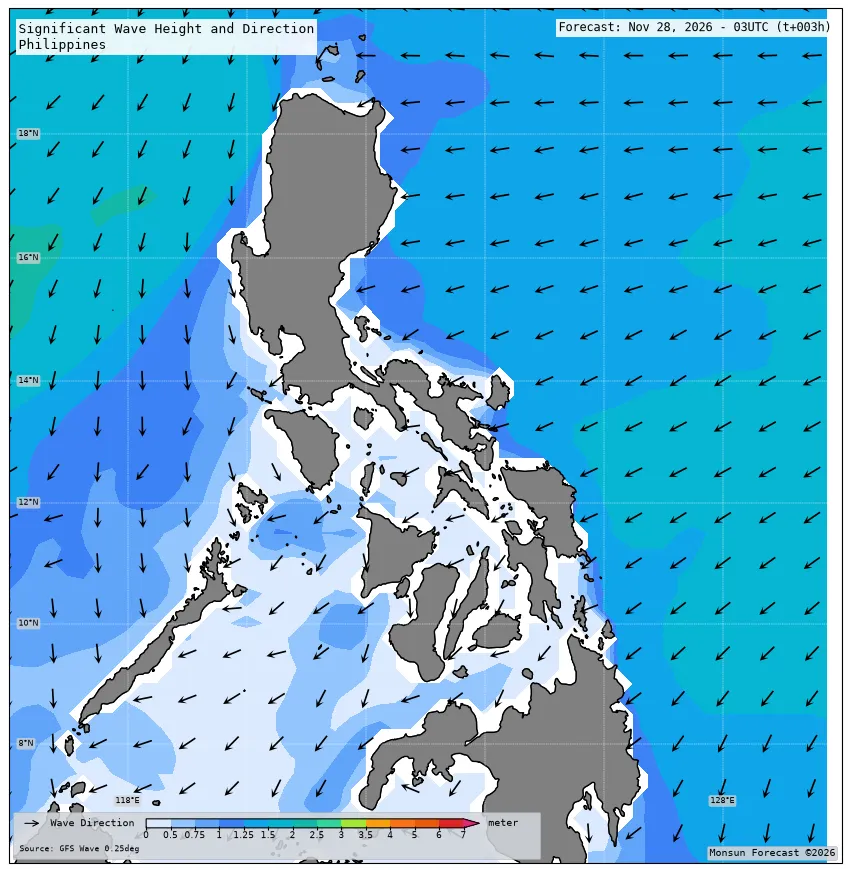 Significant Wave Height and Direction
Philippines
Forecast: Nov 28, 2026 - 03UTC (t+003h)
18°N
16°N
14°N
12°N
10°N
8°N
118°E
128°E
Wave Direction
0 0.5 0.75 1 1.25 1.5 2 2.5 3 3.5 4 5 6 7
meter
Source: GFS Wave 0.25deg
Monsun Forecast ©2026